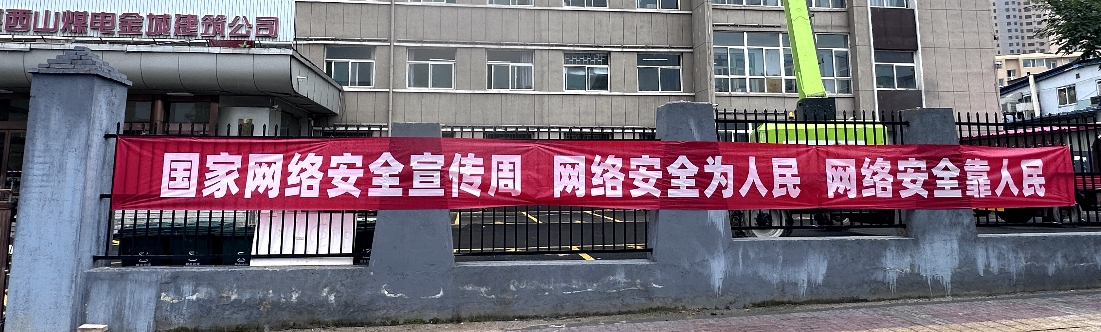 西山煤电金城建筑公司
国家网络安全宣传周 网络安全为人民 网络安全靠人民